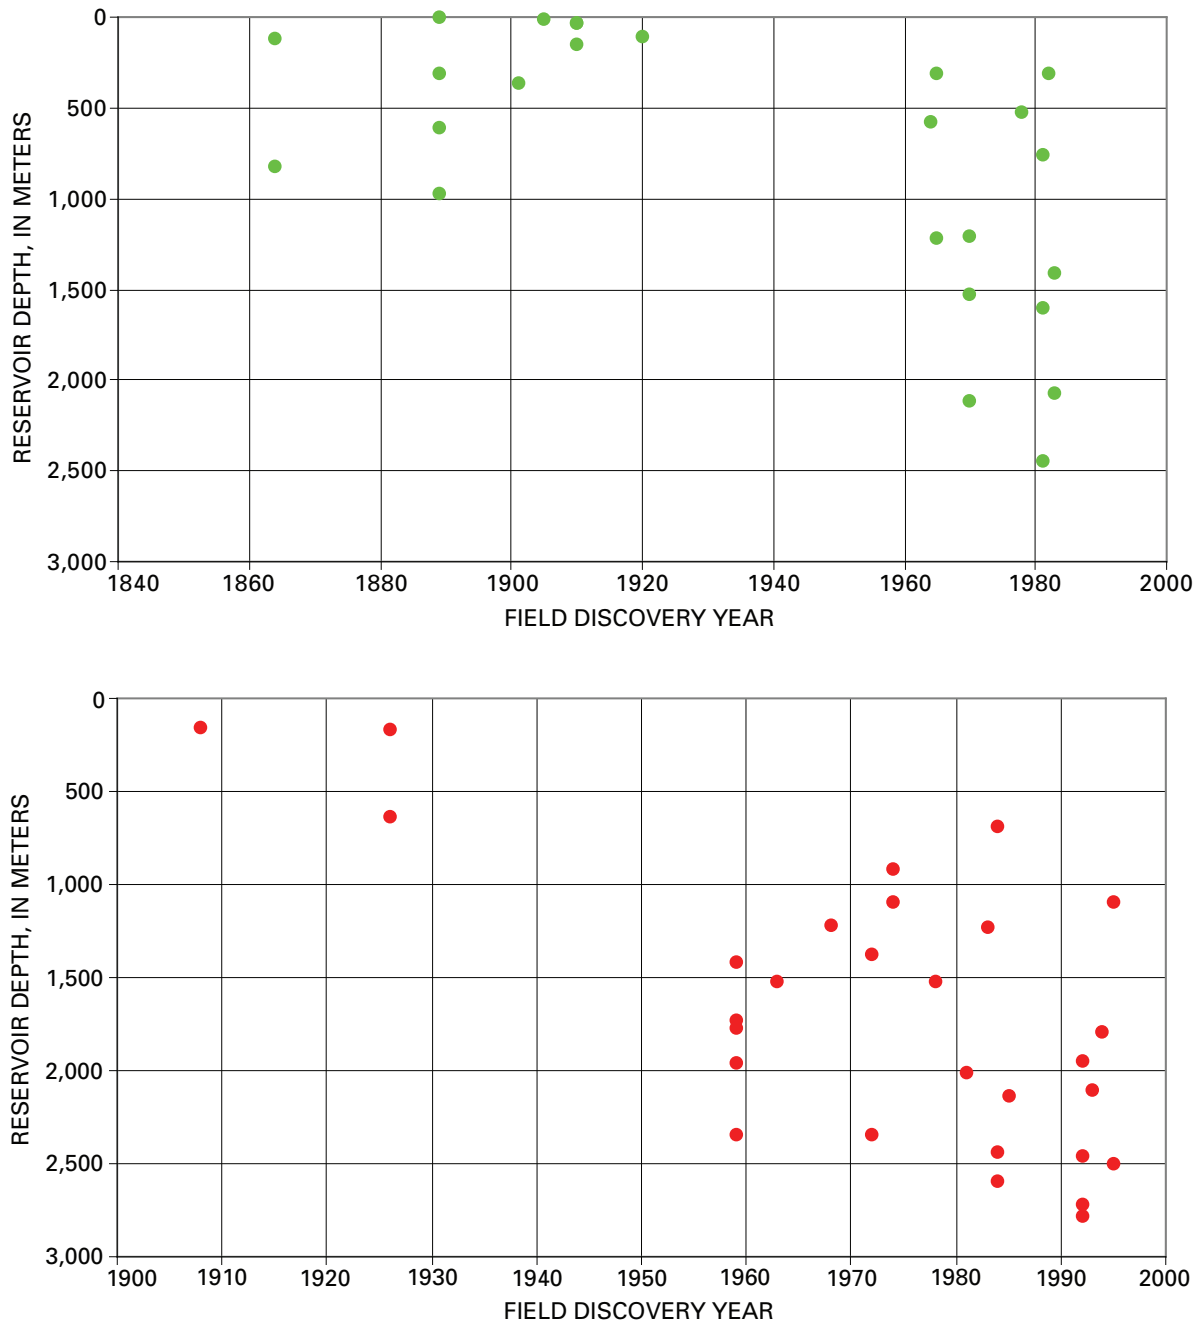 0
500
1,000
1,500
2,000
2,500
3,000
RESERVOIR DEPTH, IN METERS
1840 1860 1880 1900 1920 1940 1960 1980 2000
FIELD DISCOVERY YEAR
0
500
1,000
1,500
2,000
2,500
3,000
RESERVOIR DEPTH, IN METERS
1900 1910 1920 1930 1940 1950 1960 1970 1980 1990 2000
FIELD DISCOVERY YEAR